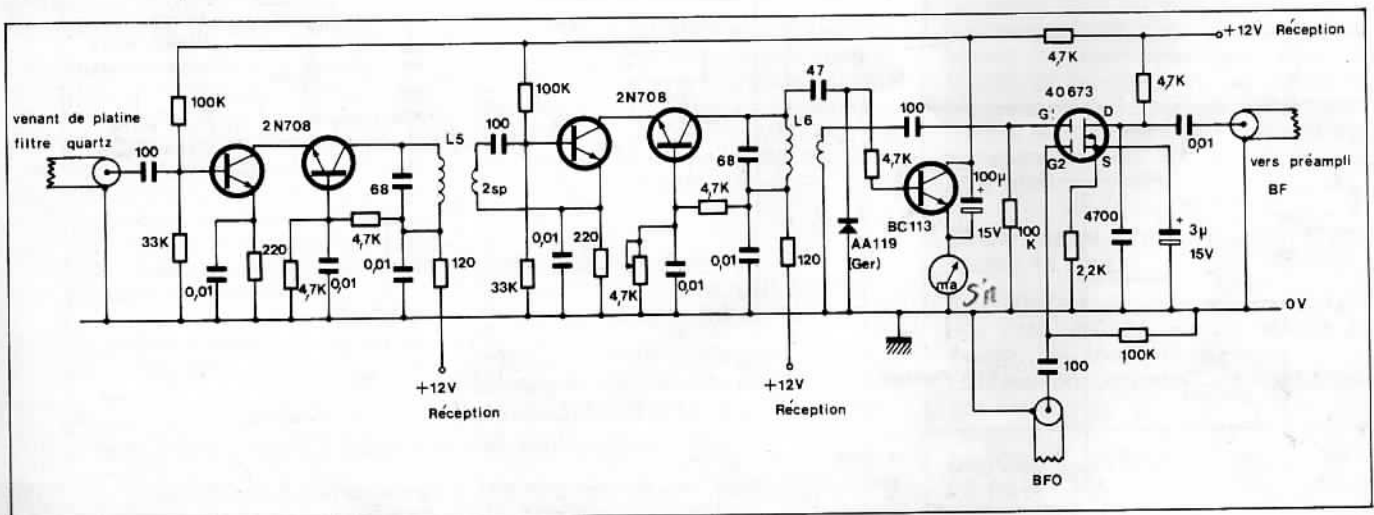 +12V Réception
4,7K
4,7K
100K
100K
2N708
47
40673
venant de platine
filtre quartz
2N708
L6
100
G1
D
L5
100
100
68
4,7K
0,01
G2
S
vers préampli
BF
68
2sp
4,7K
100µ
+
BC113
15V
100
K
4700
+
3µ
15V
33K
220
4,7K
0,01
220
0,01
120
AA119
(Ger)
2,2K
0,01
4,7K
0,01
0,01
120
33K
4,7K
0,01
ma
S'm
0V
100K
+12V
Réception
+12V
Réception
100
BFO